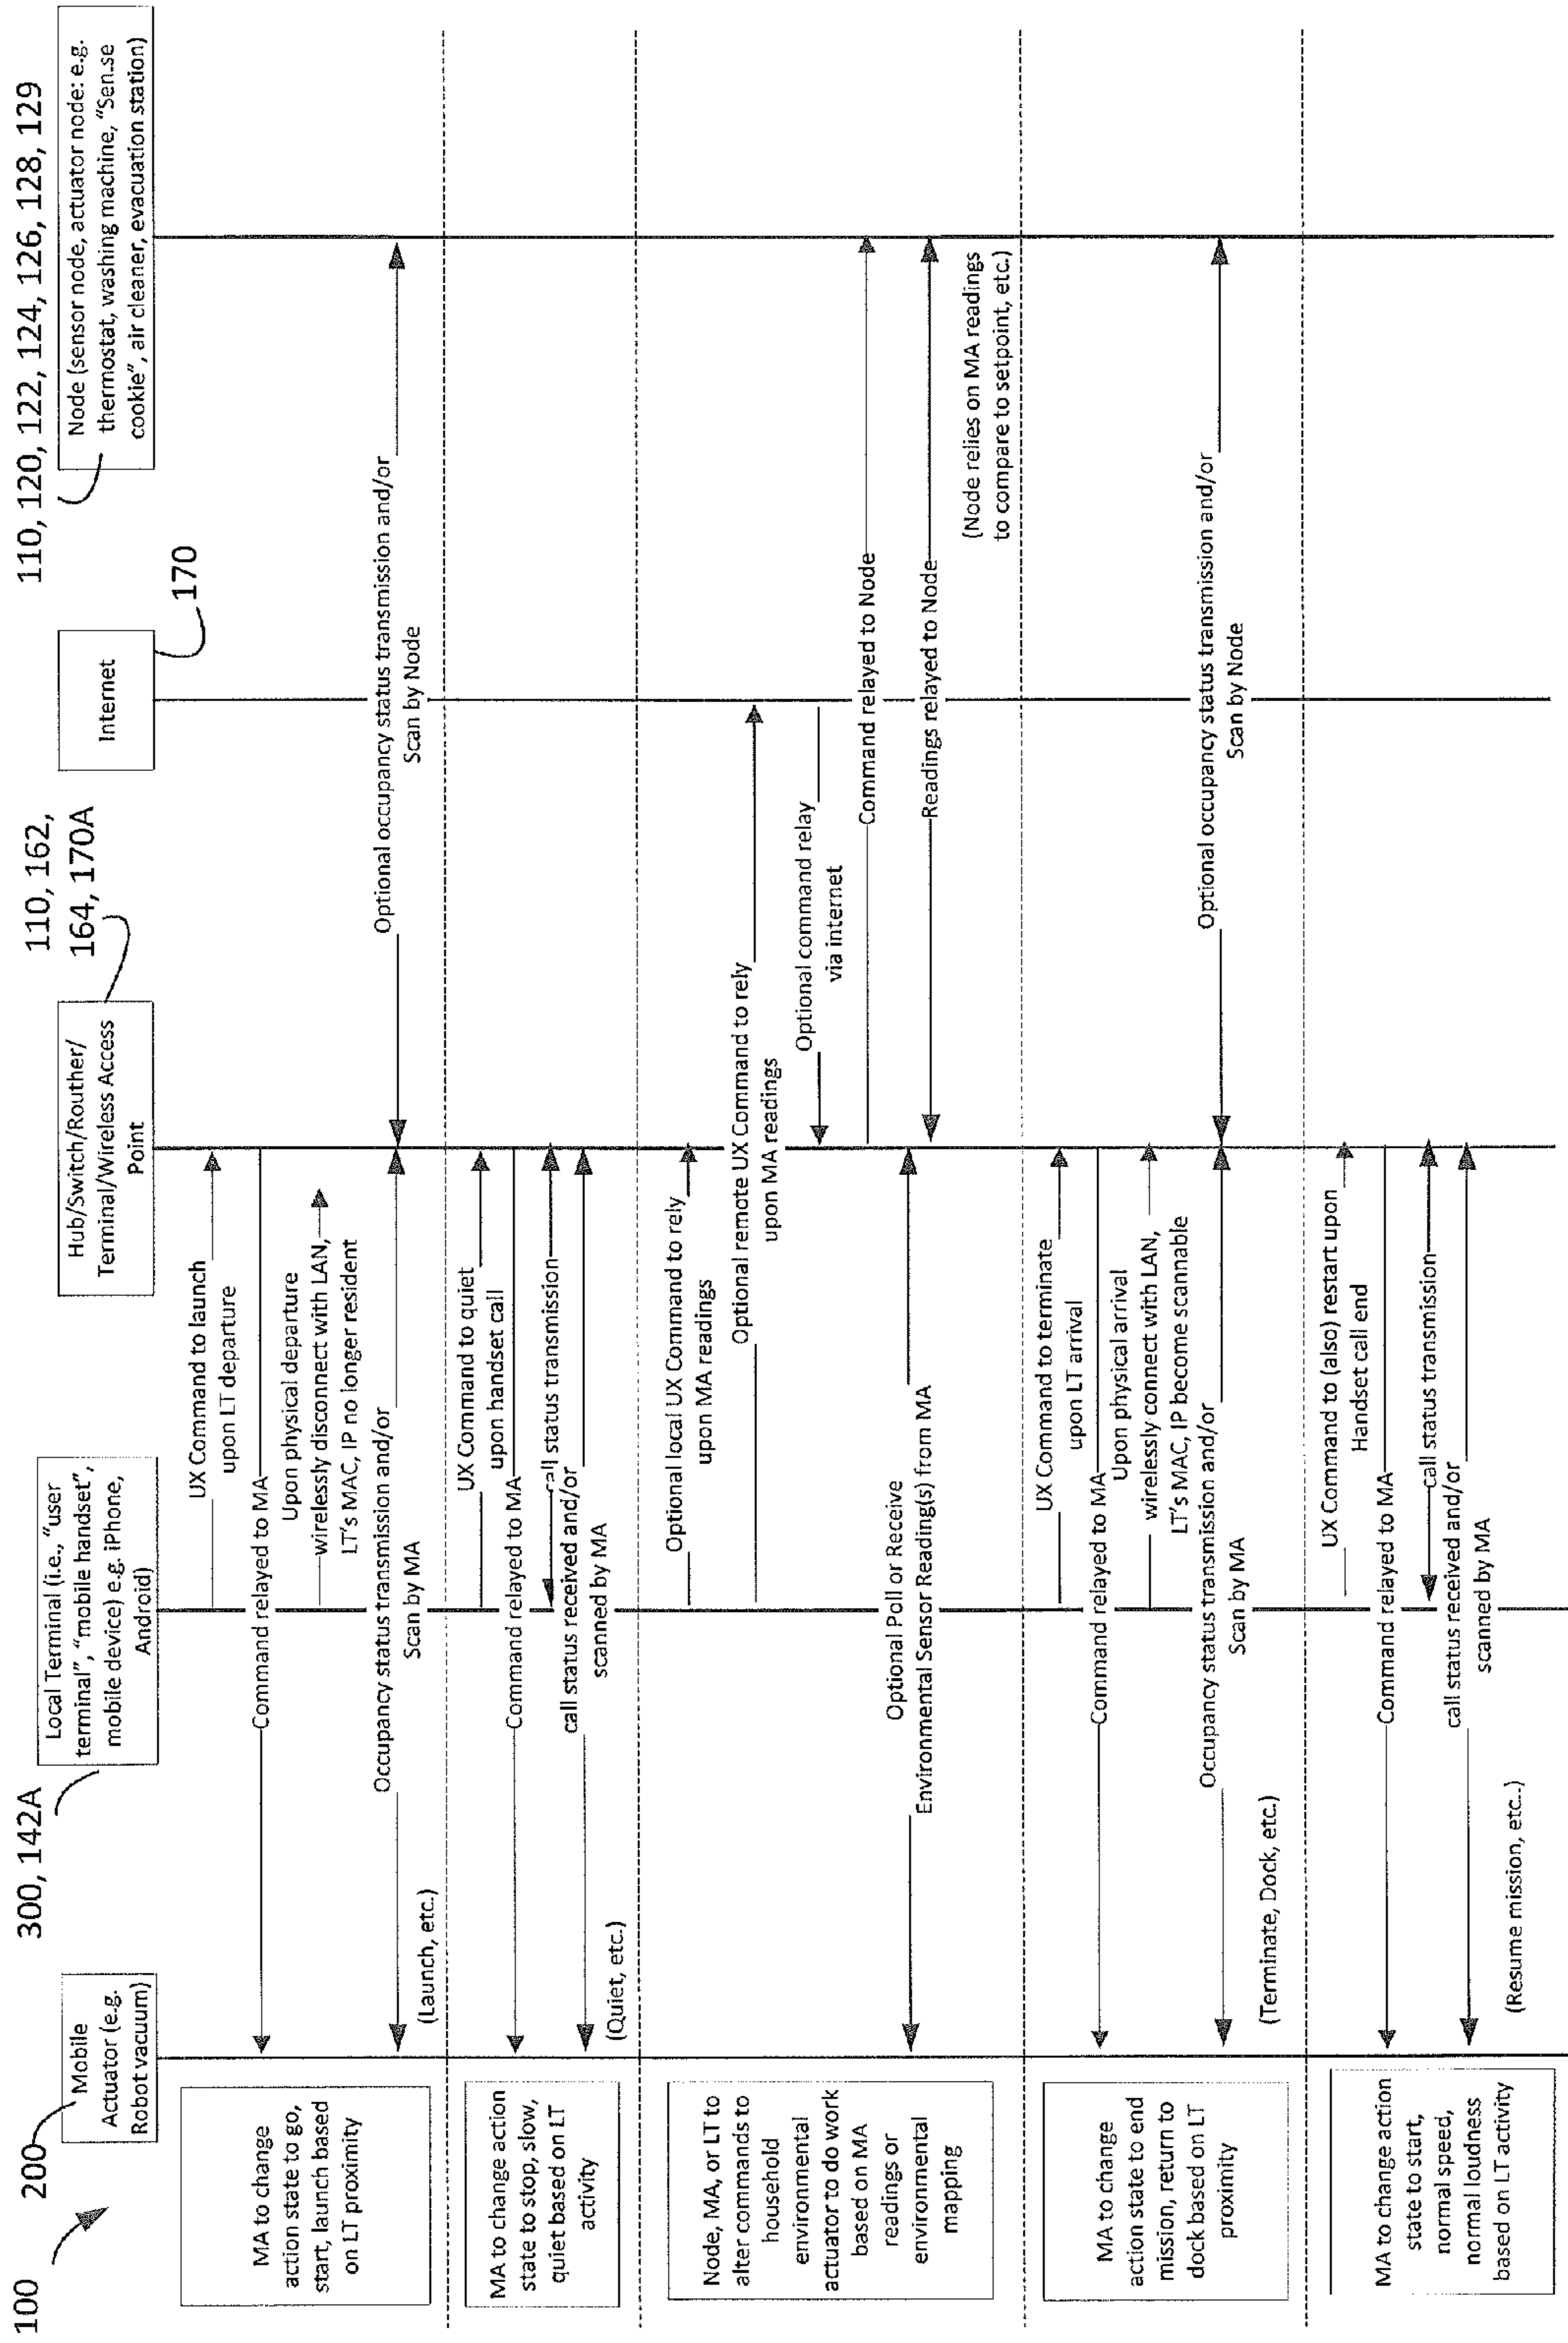 100
200
300, 142A
110, 162,
164, 170A
170
110, 120, 122, 124, 126, 128, 129
Mobile
Actuator (e.g.
Robot vacuum)
Local Terminal (i.e., "user
terminal", "mobile handset",
mobile device) e.g. iPhone,
Android)
Hub/Switch/Routher/
Terminal/Wireless Access
Point
Internet
Node (sensor node, actuator node: e.g.
thermostat, washing machine, "Sen.se
cookie", air cleaner, evacuation station)
MA to change
action state to go,
start, launch based
on LT proximity
UX Command to launch
upon LT departure
Command relayed to MA
Upon physical departure
wirelessly disconnect with LAN,
LT's MAC, IP no longer resident
Occupancy status transmission and/or
Scan by MA
Optional occupancy status transmission and/or
Scan by Node
(Launch, etc.)
MA to change action
state to stop, slow,
quiet based on LT
activity
UX Command to quiet
upon handset call
Command relayed to MA
call status transmission
call status received and/or
scanned by MA
(Quiet, etc.)
Node, MA, or LT to
alter commands to
household
environmental
actuator to do work
based on MA
readings or
environmental
mapping
Optional local UX Command to rely
upon MA readings
Optional remote UX Command to rely
upon MA readings
Optional command relay
via internet
Command relayed to Node
Optional Poll or Receive
Environmental Sensor Reading(s) from MA
Readings relayed to Node
(Node relies on MA readings
to compare to setpoint, etc.)
MA to change
action state to end
mission, return to
dock based on LT
proximity
UX Command to terminate
upon LT arrival
Command relayed to MA
Upon physical arrival
wirelessly connect with LAN,
LT's MAC, IP become scannable
Occupancy status transmission and/or
Scan by MA
Optional occupancy status transmission and/or
Scan by Node
(Terminate, Dock, etc.)
MA to change action
state to start,
normal speed,
normal loudness
based on LT activity
UX Command to (also) restart upon
Handset call end
Command relayed to MA
call status transmission
call status received and/or
scanned by MA
(Resume mission, etc..)